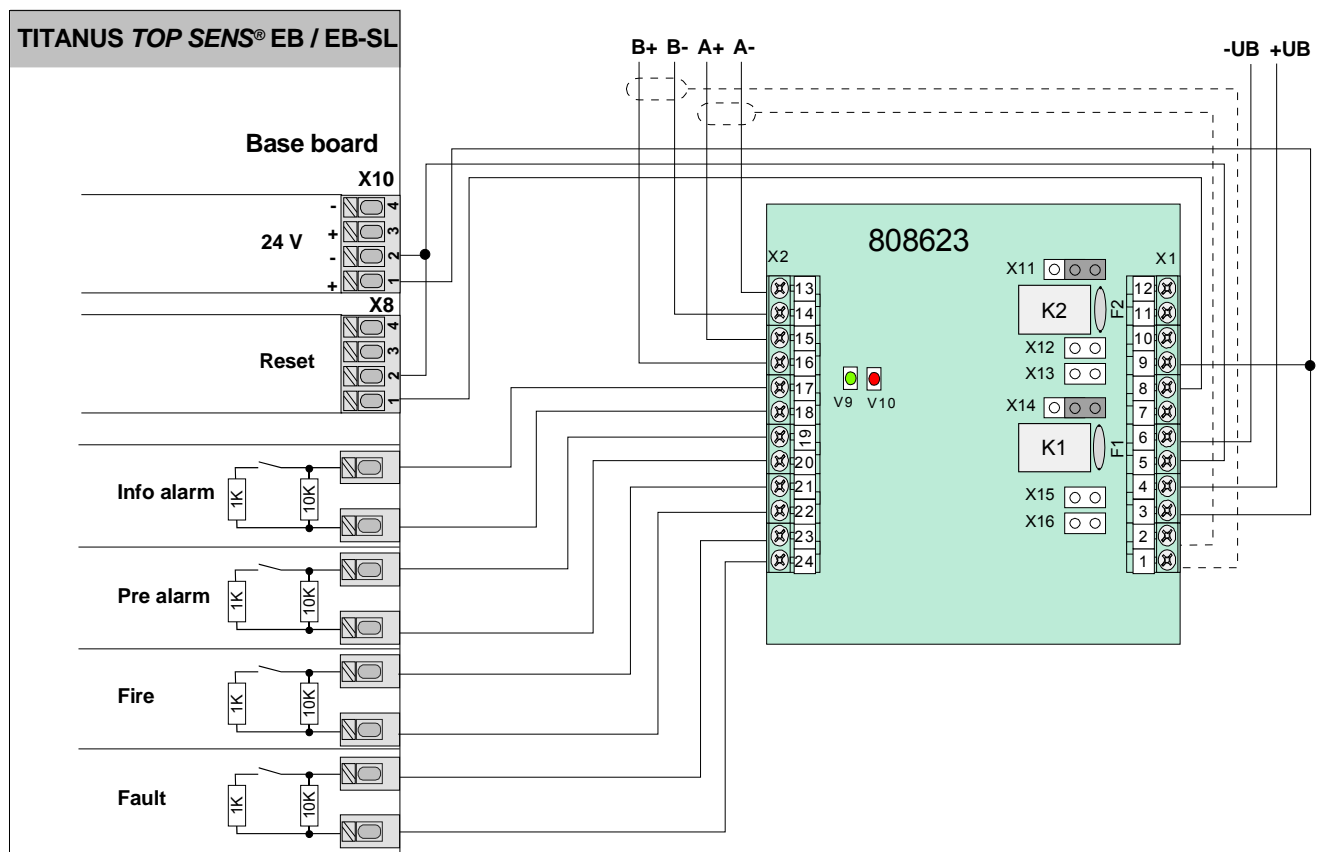 TITANUS TOP SENS® EB / EB-SL
B+ B- A+ A-
-UB +UB
Base board
X10
- 4
+ 3
- 2
+ 1
24 V
X8
4
3
2
1
Reset
Info alarm
1K
10K
Pre alarm
1K
10K
Fire
1K
10K
Fault
1K
10K
808623
X2
13
14
15
16
17
18
19
20
21
22
23
24
V9 V10
X11
K2
F2
X12
X13
X14
K1
F1
X15
X16
X1
12
11
10
9
8
7
6
5
4
3
2
1